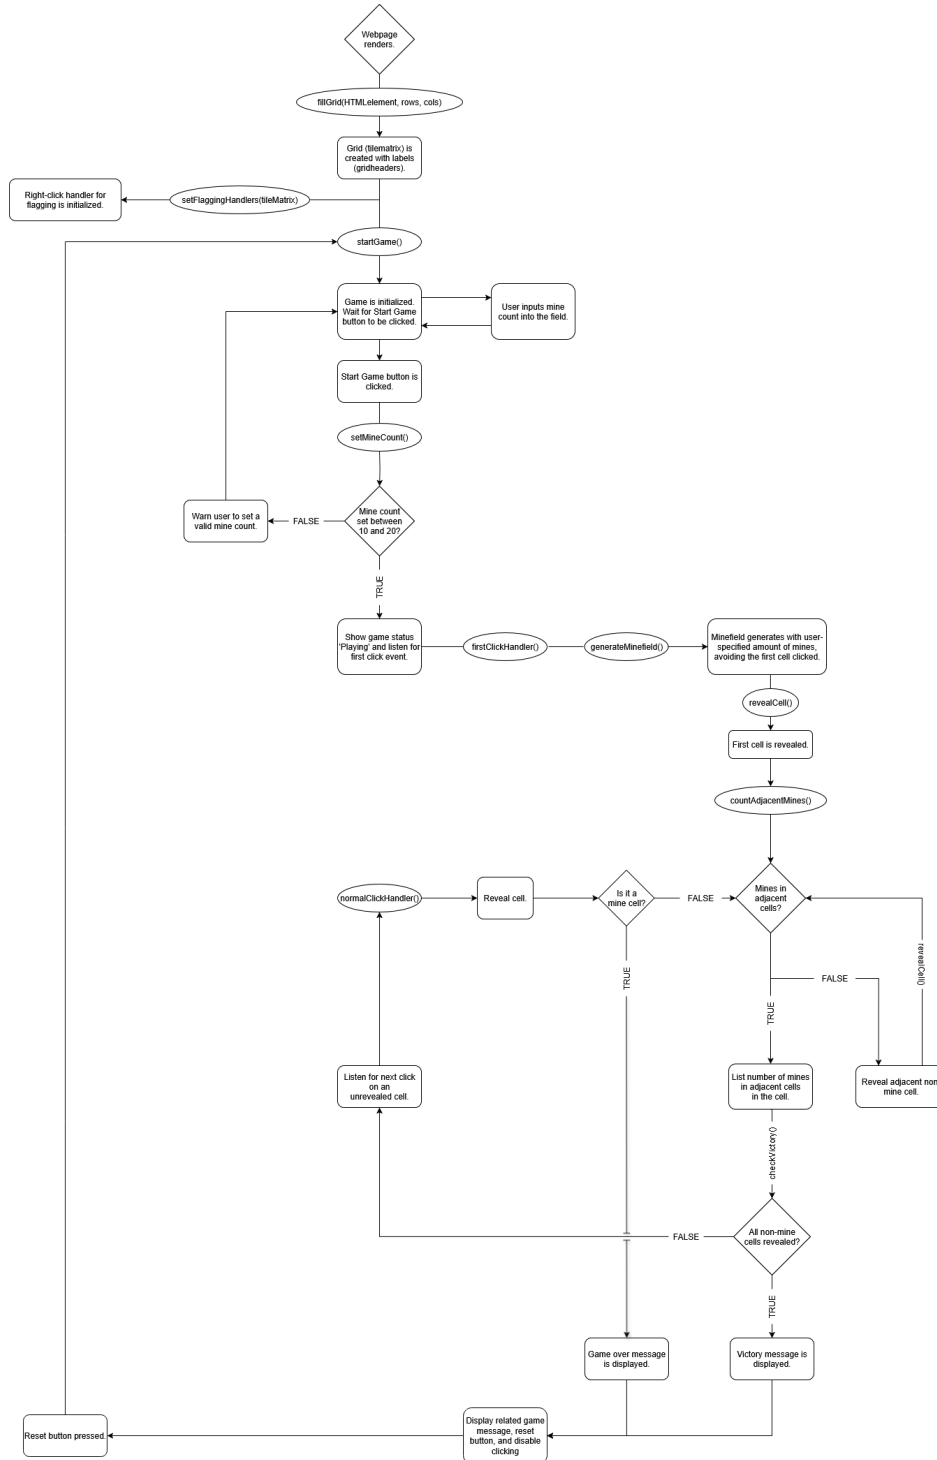 Webpage
renders.
fillGrid(HTMLelement, rows, cols)
Grid (tilematrix) is
created with labels
(gridheaders).
Right-click handler for
flagging is initialized.
setFlaggingHandlers(tileMatrix)
startGame()
Game is initialized.
Wait for Start Game
button to be clicked.
User inputs mine
count into the field.
Start Game button is
clicked.
setMineCount()
Warn user to set a
valid mine count.
FALSE
Mine count
set between
10 and 20?
TRUE
Show game status
'Playing' and listen for
first click event.
firstClickHandler()
generateMinefield()
Minefield generates with user-
specified amount of mines,
avoiding the first cell clicked.
revealCell()
First cell is revealed.
countAdjacentMines()
normalClickHandler()
Reveal cell.
Is it a
mine cell?
FALSE
Mines in
adjacent
cells?
revealCell()
TRUE
FALSE
TRUE
Listen for next click
on an
unrevealed cell.
List number of mines
in adjacent cells
in the cell.
Reveal adjacent non
mine cell.
checkVictory()
FALSE
All non-mine
cells revealed?
TRUE
Game over message
is displayed.
Victory message is
displayed.
Reset button pressed.
Display related game
message, reset
button, and disable
clicking